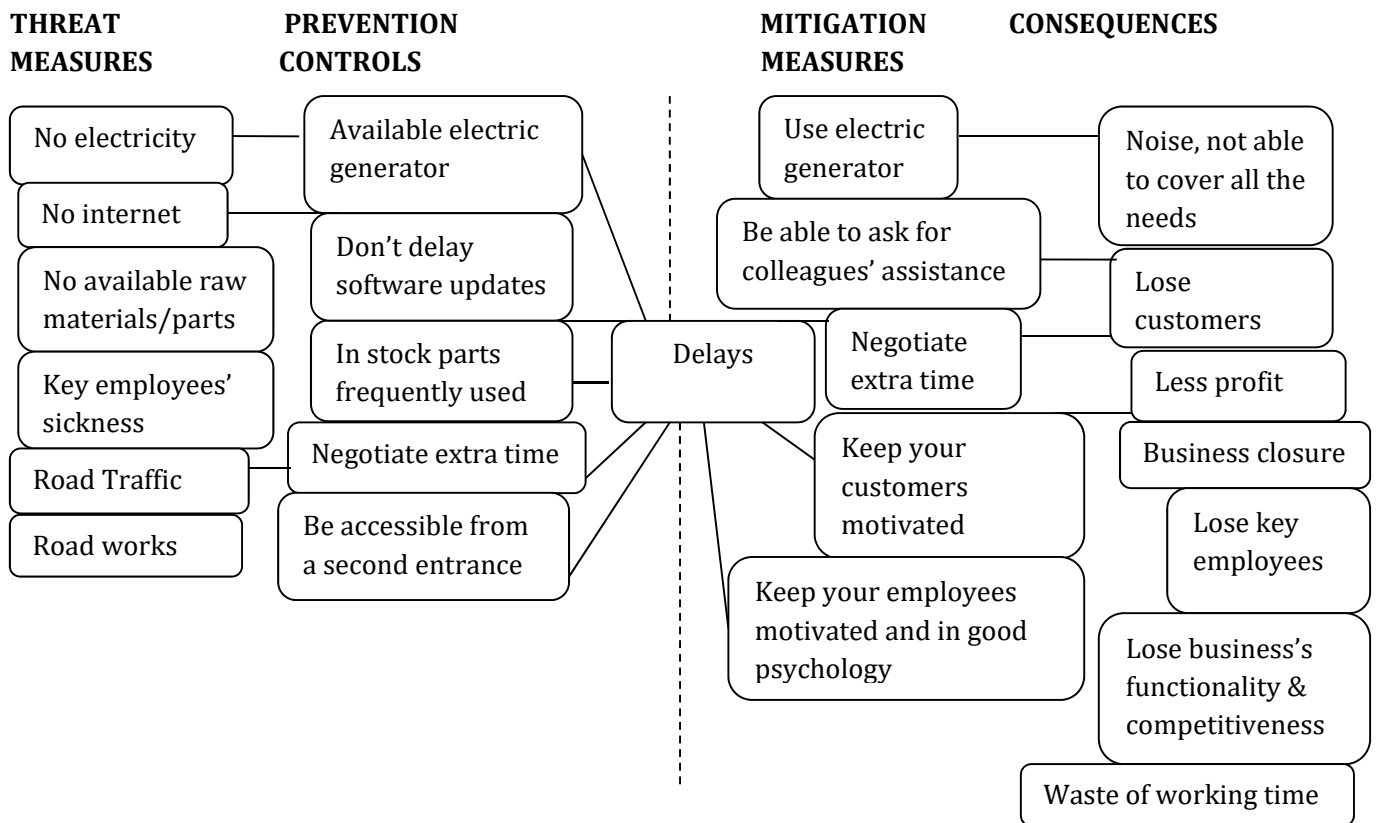 THREAT
MEASURES
PREVENTION
CONTROLS
MITIGATION
MEASURES
CONSEQUENCES
No electricity
No internet
No available raw
materials/parts
Key employees’
sickness
Road Traffic
Road works
Available electric
generator
Don’t delay
software updates
In stock parts
frequently used
Negotiate extra time
Be accessible from
a second entrance
Delays
Use electric
generator
Be able to ask for
colleagues’ assistance
Negotiate
extra time
Keep your
customers
motivated
Keep your employees
motivated and in good
psychology
Noise, not able
to cover all the
needs
Lose
customers
Less profit
Business closure
Lose key
employees
Lose business’s
functionality &
competitiveness
Waste of working time